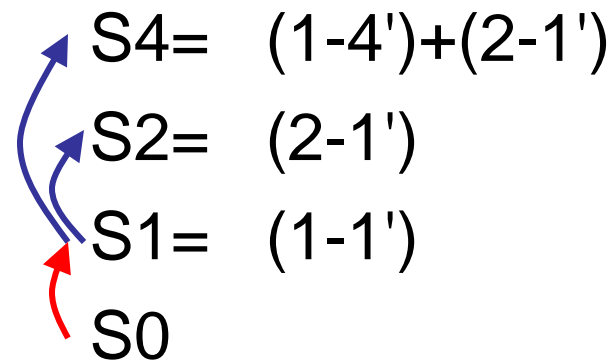 S4= (1-4')+(2-1')
S2= (2-1')
S1= (1-1')
S0